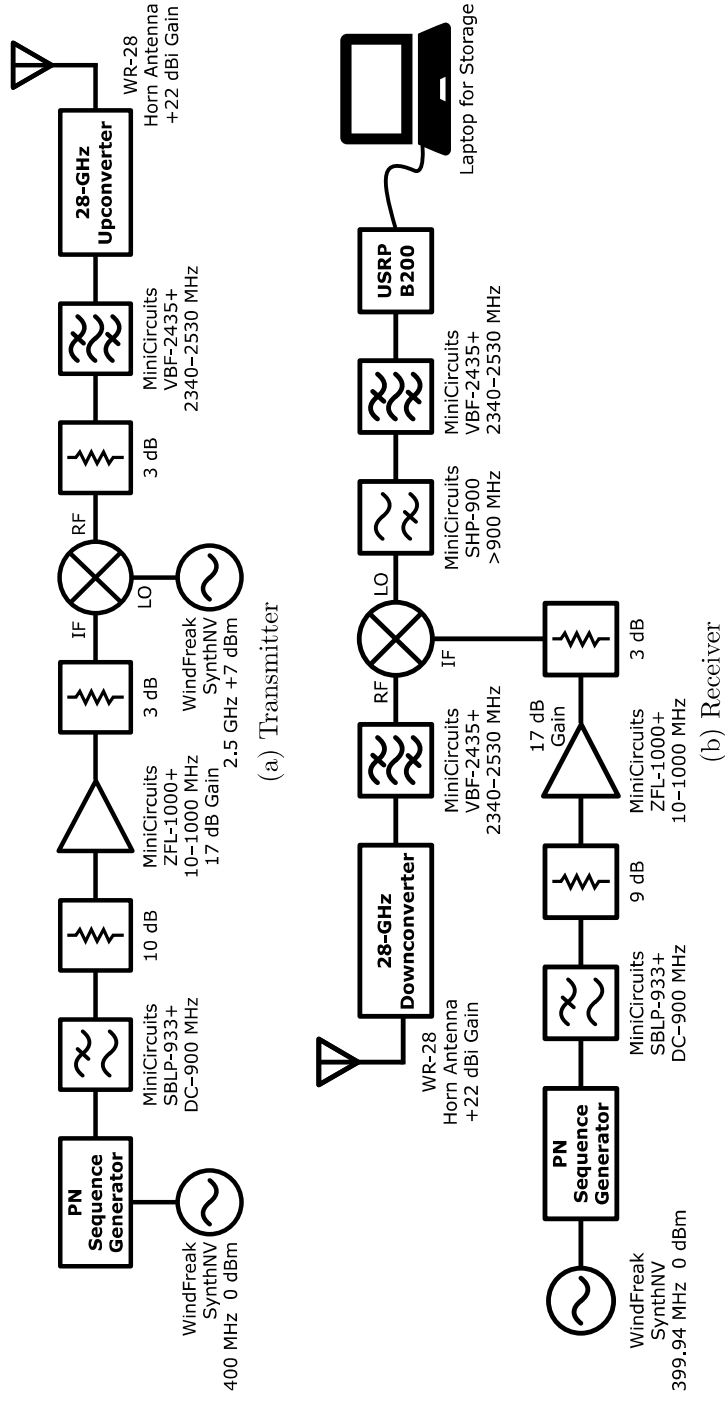 PN
Sequence
Generator
WindFreak
SynthNV
400 MHz 0 dBm
MiniCircuits
SBLP-933+
DC–900 MHz
10 dB
MiniCircuits
ZFL-1000+
10–1000 MHz
17 dB Gain
3 dB
IF
RF
LO
WindFreak
SynthNV
2.5 GHz +7 dBm
3 dB
MiniCircuits
VBF-2435+
2340–2530 MHz
28-GHz
Upconverter
WR-28
Horn Antenna
+22 dBi Gain
(a) Transmitter
WR-28
Horn Antenna
+22 dBi Gain
28-GHz
Downconverter
MiniCircuits
VBF-2435+
2340–2530 MHz
RF
LO
IF
MiniCircuits
SHP-900
>900 MHz
MiniCircuits
VBF-2435+
2340–2530 MHz
USRP
B200
Laptop for Storage
WindFreak
SynthNV
399.94 MHz 0 dBm
PN
Sequence
Generator
MiniCircuits
SBLP-933+
DC–900 MHz
9 dB
17 dB
Gain
MiniCircuits
ZFL-1000+
10–1000 MHz
3 dB
(b) Receiver